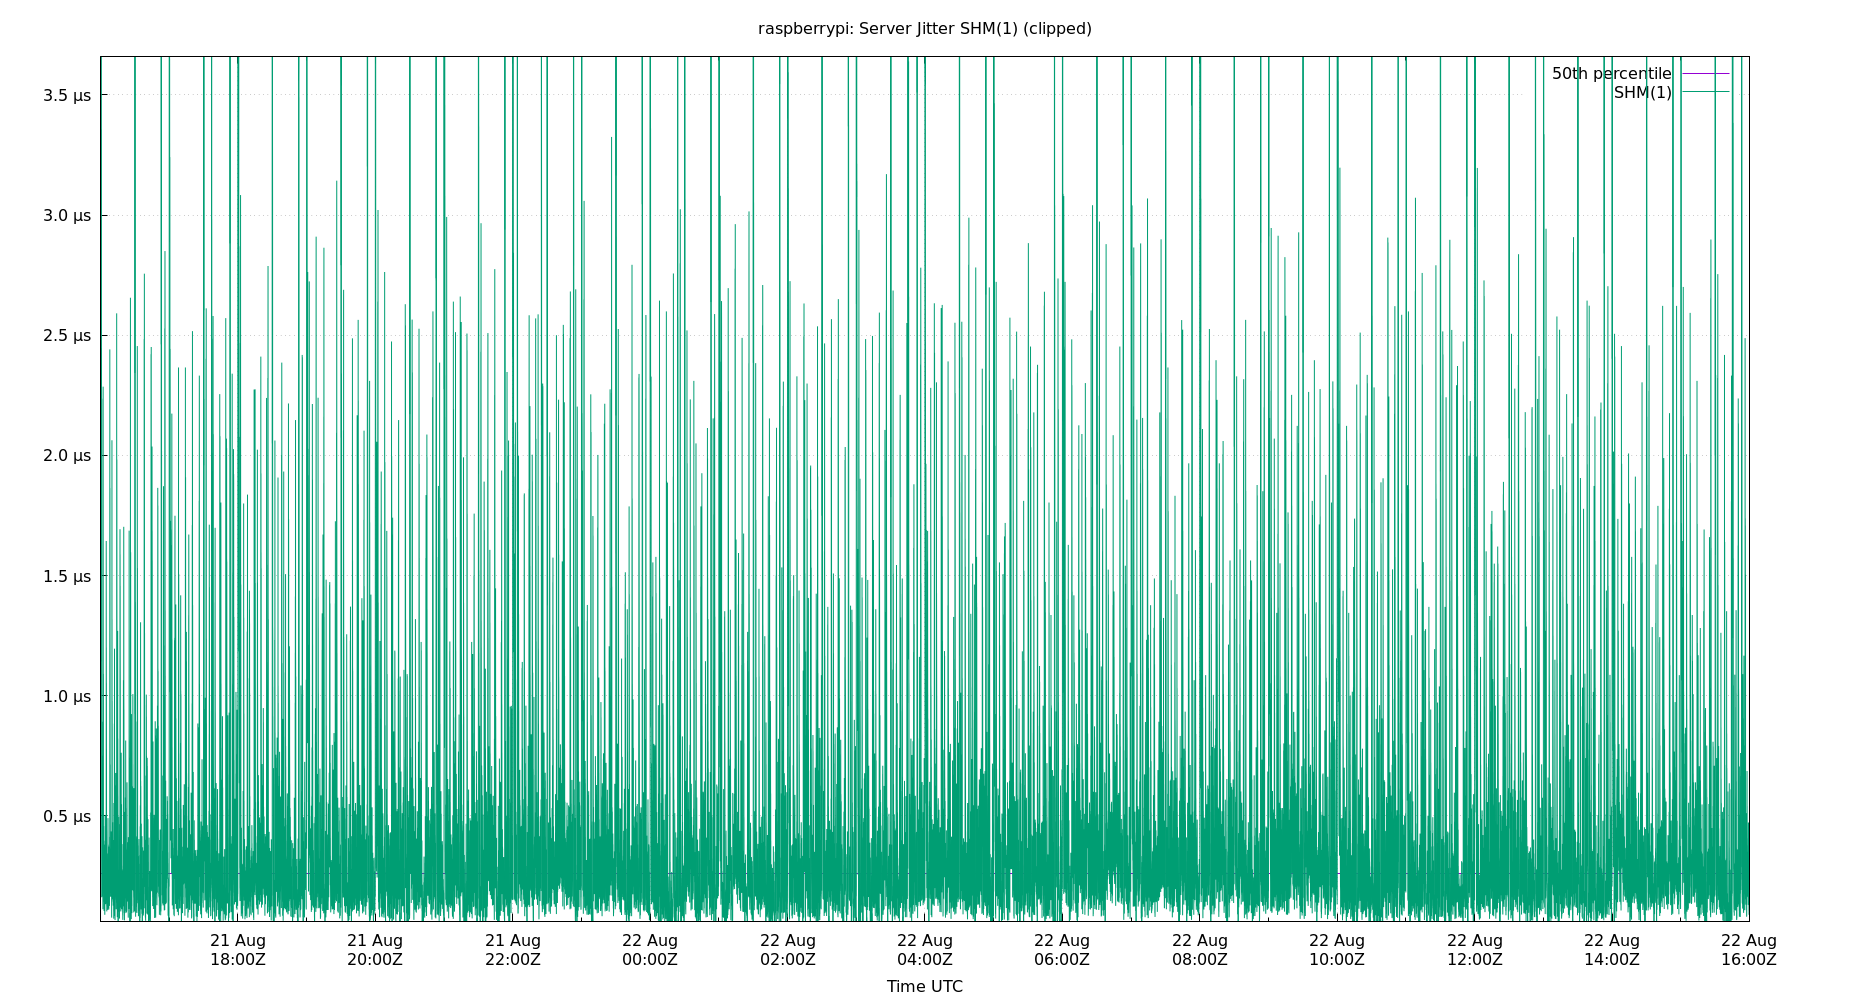 raspberrypi: Server Jitter SHM(1) (clipped)
50th percentile
SHM(1)
3.5 µs
3.0 µs
2.5 µs
2.0 µs
1.5 µs
1.0 µs
0.5 µs
21 Aug 21 Aug 21 Aug 22 Aug 22 Aug 22 Aug 22 Aug 22 Aug 22 Aug 22 Aug 22 Aug 22 Aug
18:00Z 20:00Z 22:00Z 00:00Z 02:00Z 04:00Z 06:00Z 08:00Z 10:00Z 12:00Z 14:00Z 16:00Z
Time UTC